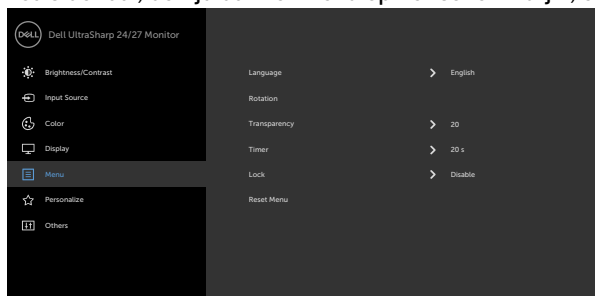 DELL Dell UltraSharp 24/27 Monitor
Brightness/Contrast Language English
Input Source Rotation
Color Transparency 20
Display Timer 20 s
Menu Lock Disable
Personalize Reset Menu
Others